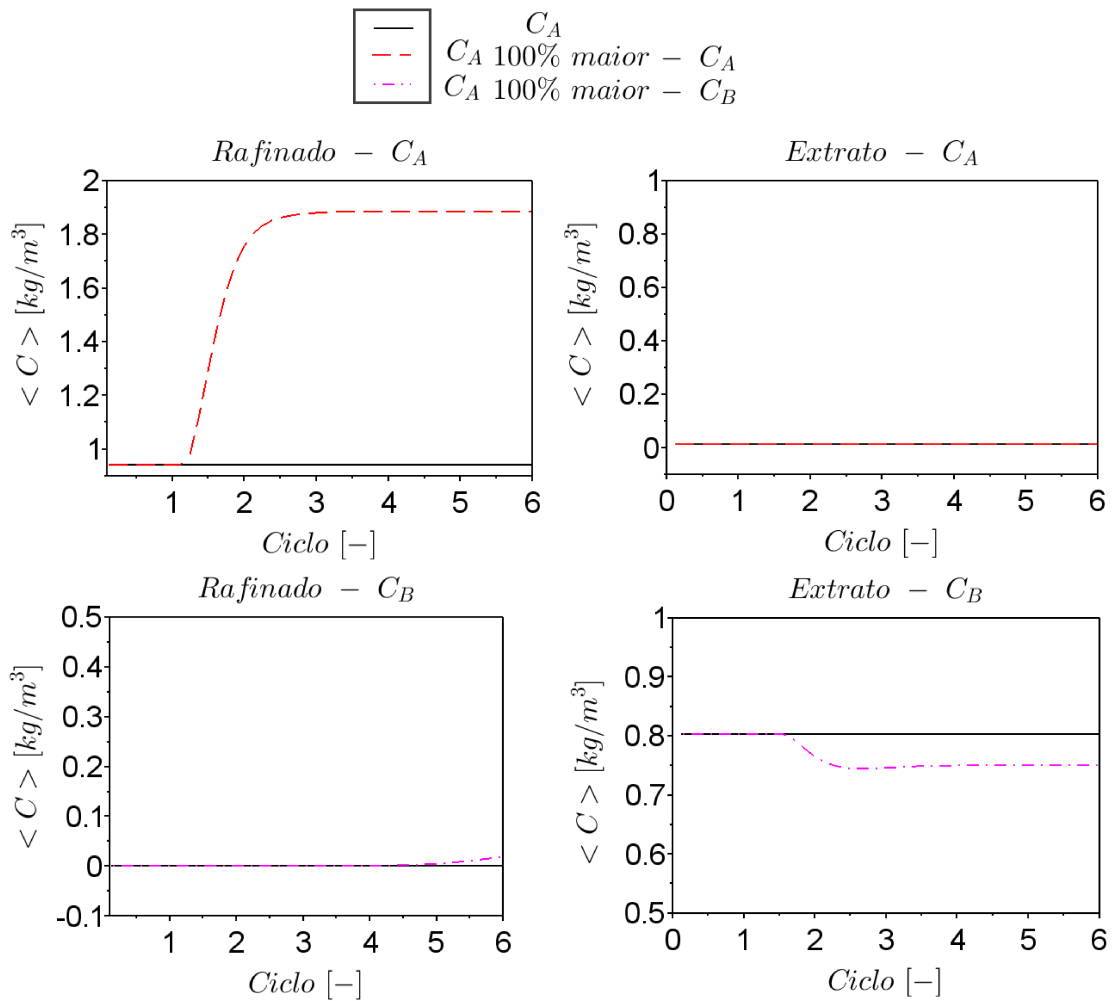 C_A
C_A 100% maior − C_A
C_A 100% maior − C_B
Rafinado − C_A
2
1.8
1.6
1.4
1.2
1
1 2 3 4 5 6
< C > [kg/m³]
Ciclo [−]
Extrato − C_A
1
0.8
0.6
0.4
0.2
0
0 1 2 3 4 5 6
< C > [kg/m³]
Ciclo [−]
Rafinado − C_B
0.5
0.4
0.3
0.2
0.1
0
-0.1
1 2 3 4 5 6
< C > [kg/m³]
Ciclo [−]
Extrato − C_B
1
0.9
0.8
0.7
0.6
0.5
0 1 2 3 4 5 6
< C > [kg/m³]
Ciclo [−]